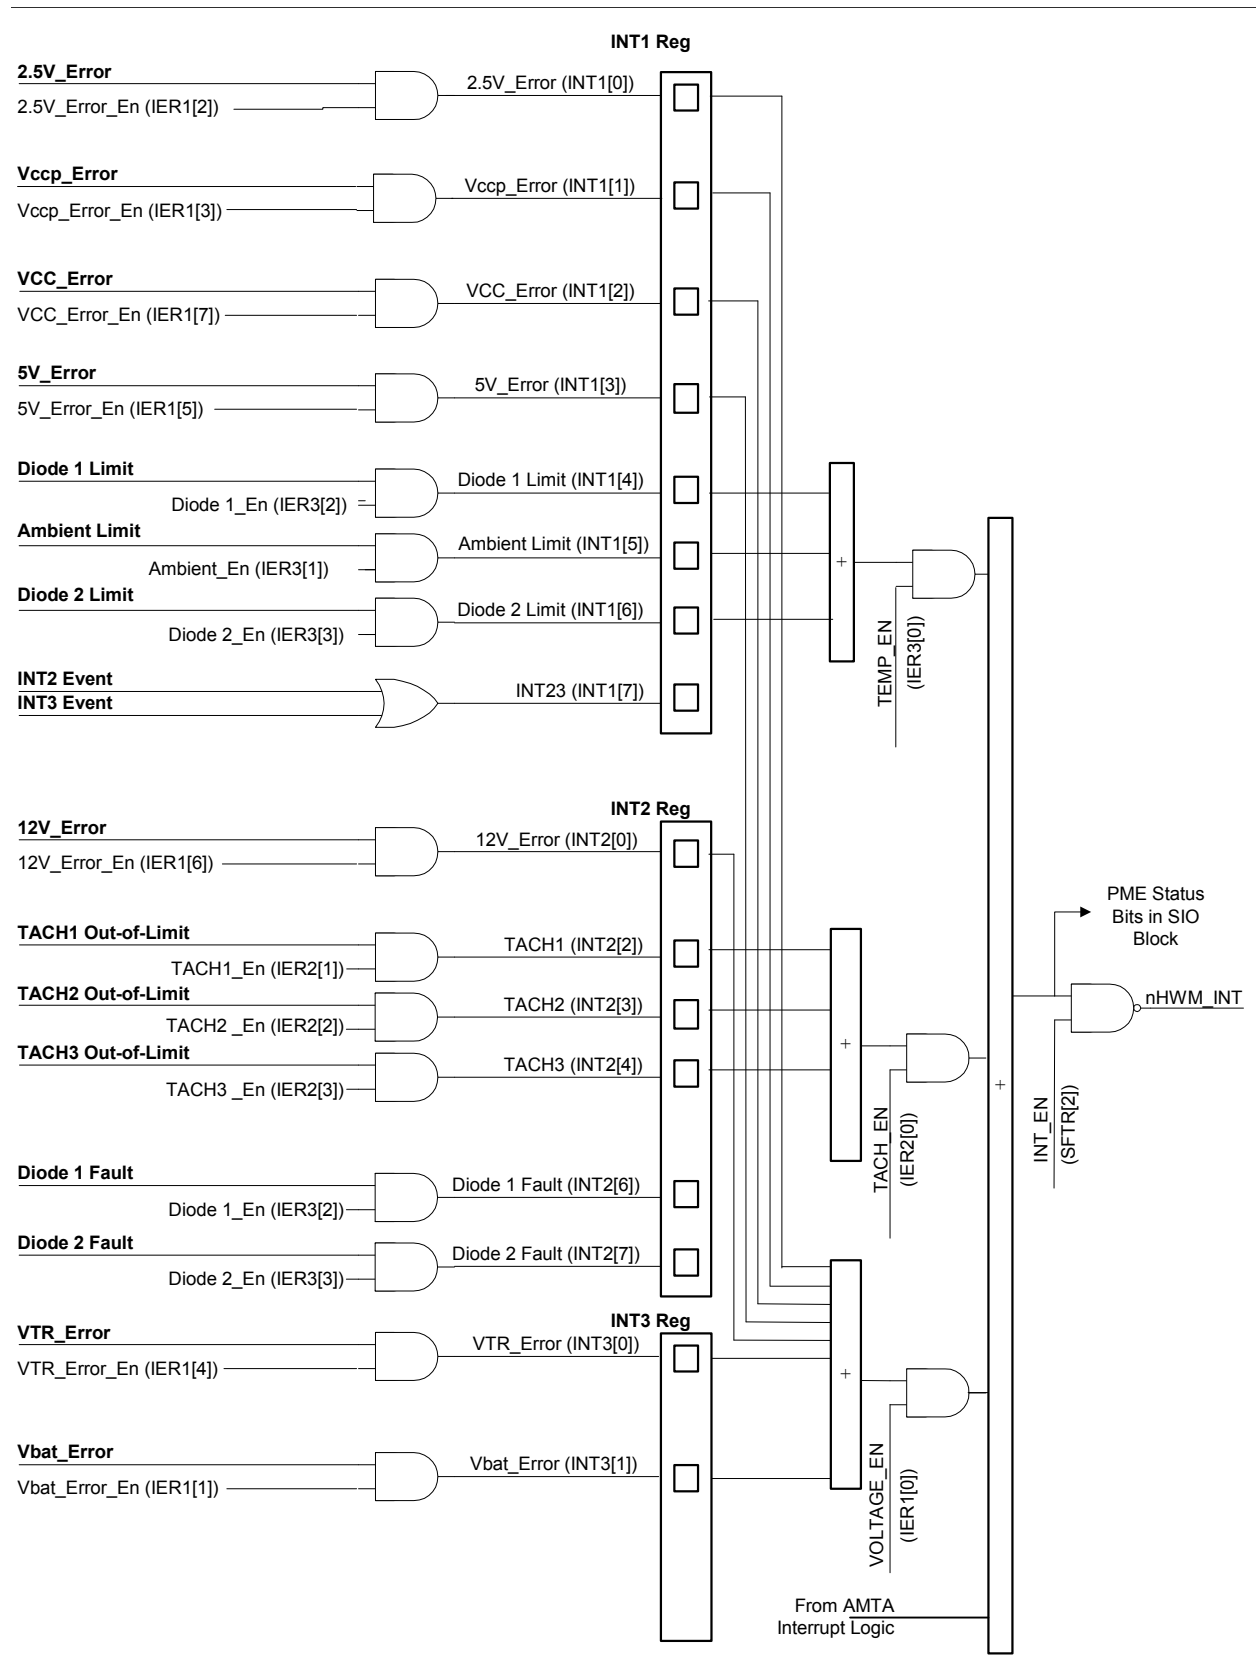 INT1 Reg
2.5V_Error
2.5V_Error_En (IER1[2])
2.5V_Error (INT1[0])
Vccp_Error
Vccp_Error_En (IER1[3])
Vccp_Error (INT1[1])
VCC_Error
VCC_Error_En (IER1[7])
VCC_Error (INT1[2])
5V_Error
5V_Error_En (IER1[5])
5V_Error (INT1[3])
Diode 1 Limit
Diode 1_En (IER3[2])
Diode 1 Limit (INT1[4])
Ambient Limit
Ambient_En (IER3[1])
Ambient Limit (INT1[5])
Diode 2 Limit
Diode 2_En (IER3[3])
Diode 2 Limit (INT1[6])
INT2 Event
INT3 Event
INT23 (INT1[7])
+
TEMP_EN
(IER3[0])
INT2 Reg
12V_Error
12V_Error_En (IER1[6])
12V_Error (INT2[0])
TACH1 Out-of-Limit
TACH1_En (IER2[1])
TACH1 (INT2[2])
TACH2 Out-of-Limit
TACH2 _En (IER2[2])
TACH2 (INT2[3])
TACH3 Out-of-Limit
TACH3 _En (IER2[3])
TACH3 (INT2[4])
+
TACH_EN
(IER2[0])
Diode 1 Fault
Diode 1_En (IER3[2])
Diode 1 Fault (INT2[6])
Diode 2 Fault
Diode 2_En (IER3[3])
Diode 2 Fault (INT2[7])
INT3 Reg
VTR_Error
VTR_Error_En (IER1[4])
VTR_Error (INT3[0])
Vbat_Error
Vbat_Error_En (IER1[1])
Vbat_Error (INT3[1])
+
VOLTAGE_EN
(IER1[0])
From AMTA
Interrupt Logic
+
PME Status
Bits in SIO
Block
nHWM_INT
INT_EN
(SFTR[2])